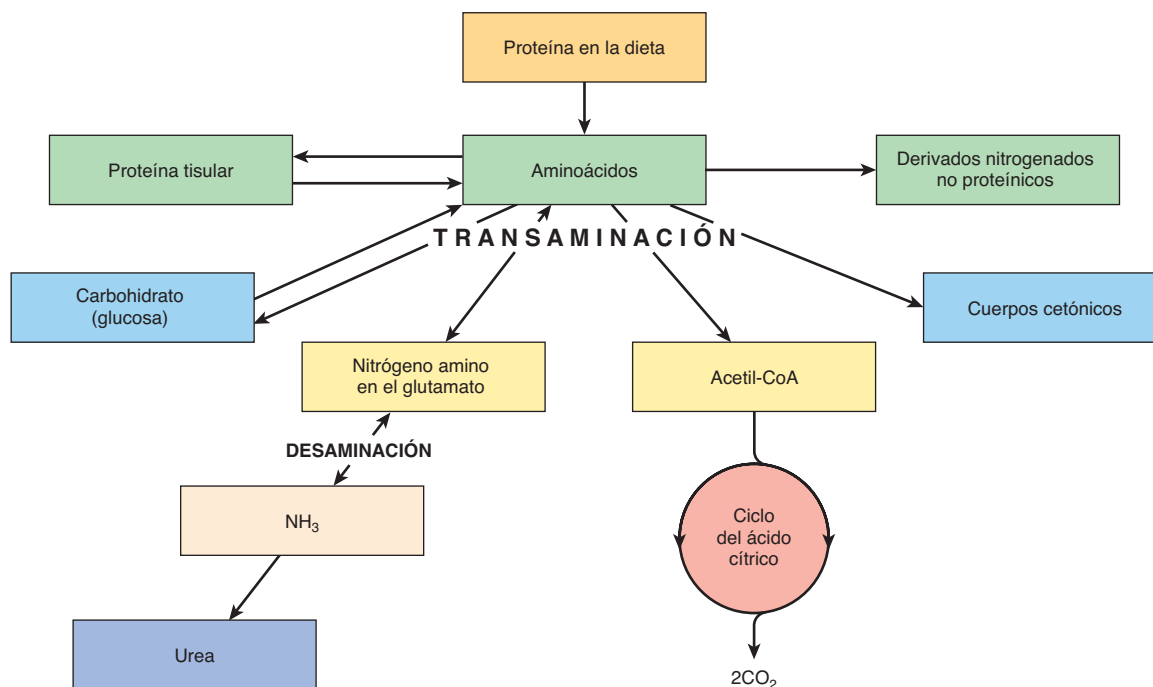 Proteína en la dieta
Proteína tisular
Aminoácidos
Derivados nitrogenados
no proteínicos
TRANSAMINACIÓN
Carbohidrato
(glucosa)
Cuerpos cetónicos
Nitrógeno amino
en el glutamato
Acetil-CoA
DESAMINACIÓN
NH₃
Ciclo
del ácido
cítrico
Urea
2CO₂